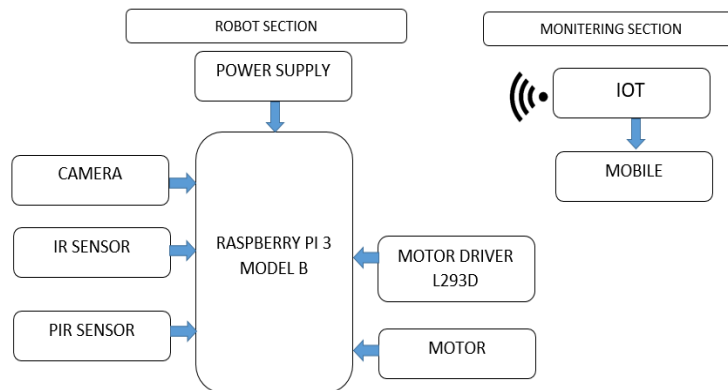 ROBOT SECTION
MONITERING SECTION
POWER SUPPLY
IOT
CAMERA
MOBILE
IR SENSOR
RASPBERRY PI 3
MODEL B
MOTOR DRIVER
L293D
PIR SENSOR
MOTOR